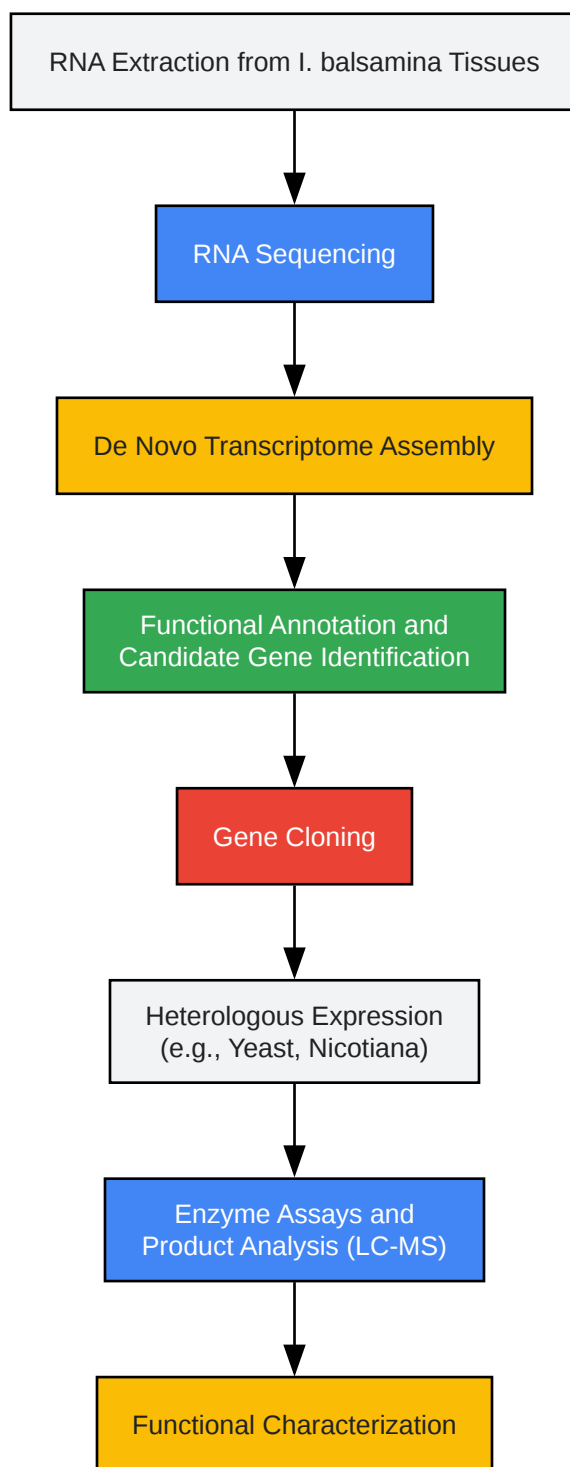 RNA Extraction from I. balsamina Tissues
RNA Sequencing
De Novo Transcriptome Assembly
Functional Annotation and
Candidate Gene Identification
Gene Cloning
Heterologous Expression
(e.g., Yeast, Nicotiana)
Enzyme Assays and
Product Analysis (LC-MS)
Functional Characterization